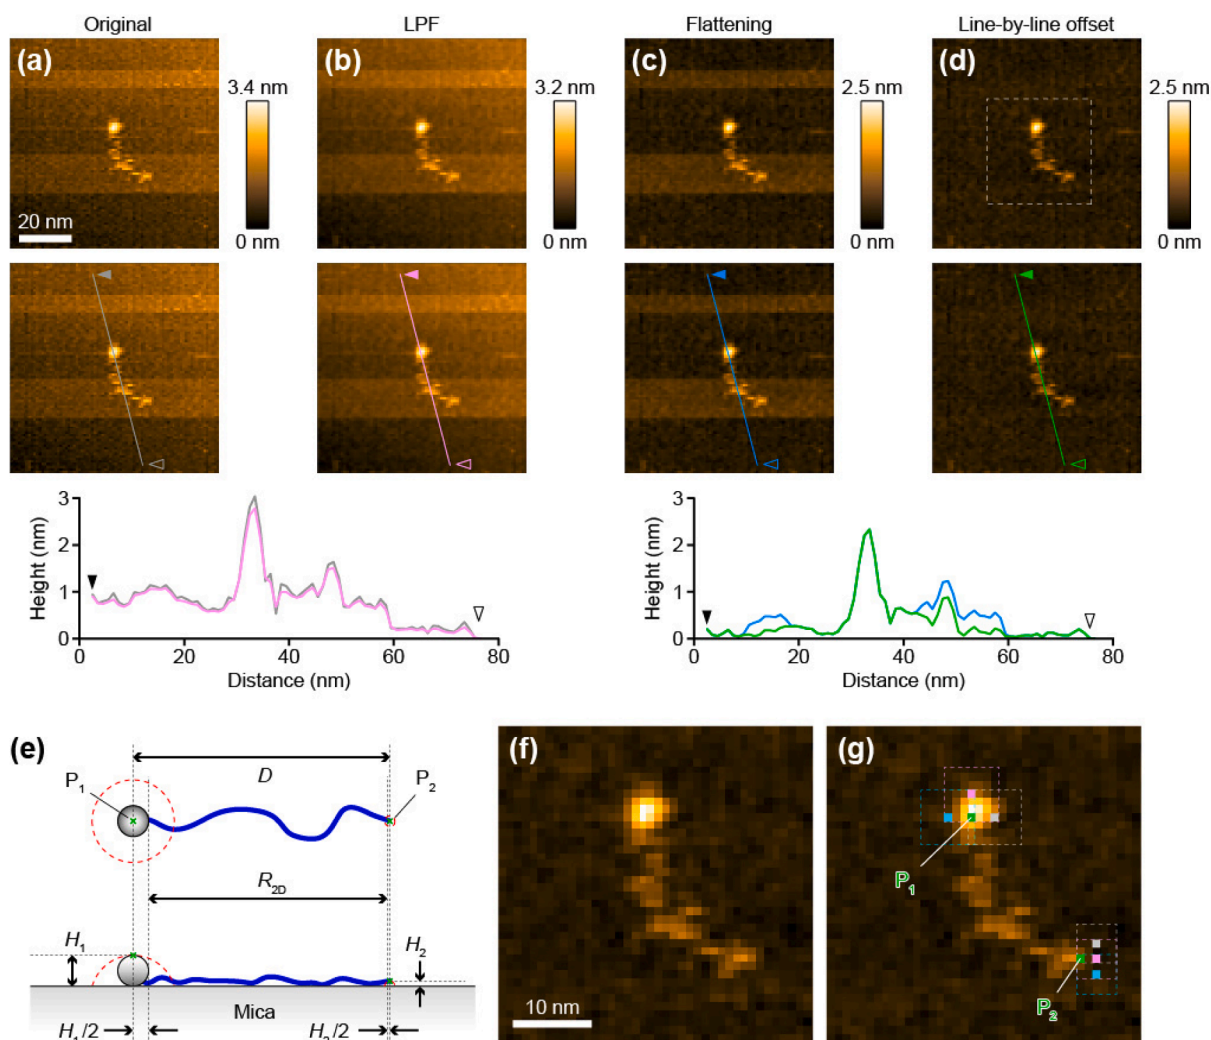 Original
LPF
Flattening
Line-by-line offset
(a)
(b)
(c)
(d)
3.4 nm
3.2 nm
2.5 nm
2.5 nm
20 nm
0 nm
0 nm
0 nm
0 nm
3
2
1
0
Height (nm)
0
20
40
60
80
Distance (nm)
3
2
1
0
Height (nm)
0
20
40
60
80
Distance (nm)
(e)
D
P1
P2
R2D
H1
H2
Mica
H1/2
H2/2
(f)
10 nm
(g)
P1
P2